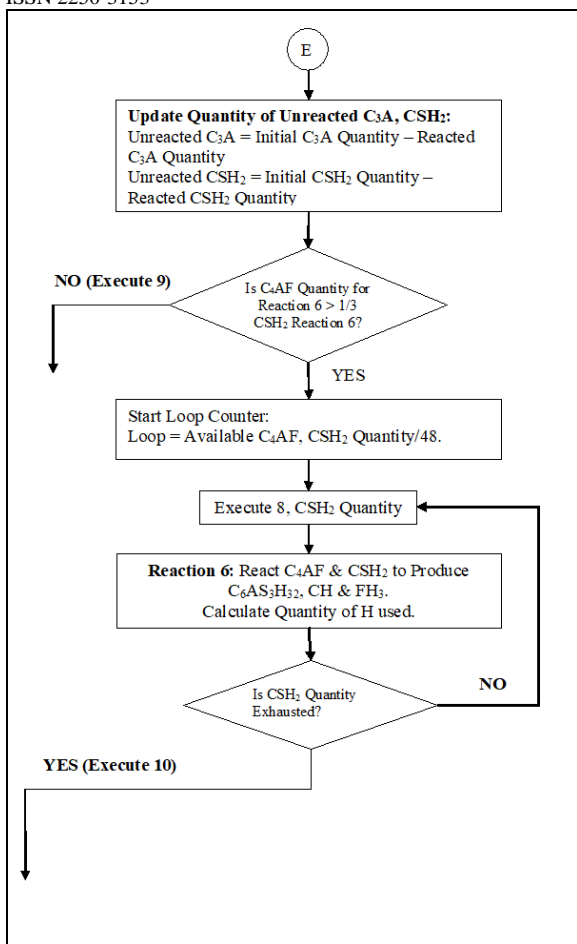 ISSN 2250-3153
E
Update Quantity of Unreacted C₃A, CSH₂:
Unreacted C₃A = Initial C₃A Quantity – Reacted
C₃A Quantity
Unreacted CSH₂ = Initial CSH₂ Quantity –
Reacted CSH₂ Quantity
NO (Execute 9)
Is C₄AF Quantity for
Reaction 6 > 1/3
CSH₂ Reaction 6?
YES
Start Loop Counter:
Loop = Available C₄AF, CSH₂ Quantity/48.
Execute 8, CSH₂ Quantity
Reaction 6: React C₄AF & CSH₂ to Produce
C₆AS₃H₃₂, CH & FH₃.
Calculate Quantity of H used.
Is CSH₂ Quantity
Exhausted?
NO
YES (Execute 10)